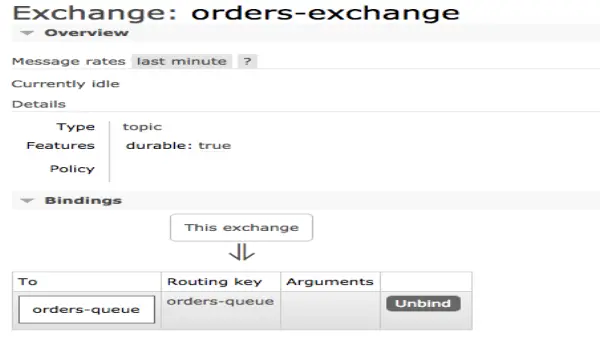 Exchange: orders-exchange
Overview
Message rates last minute ?
Currently idle
Details
Type topic
Features durable: true
Policy
Bindings
This exchange
To Routing key Arguments
orders-queue orders-queue Unbind